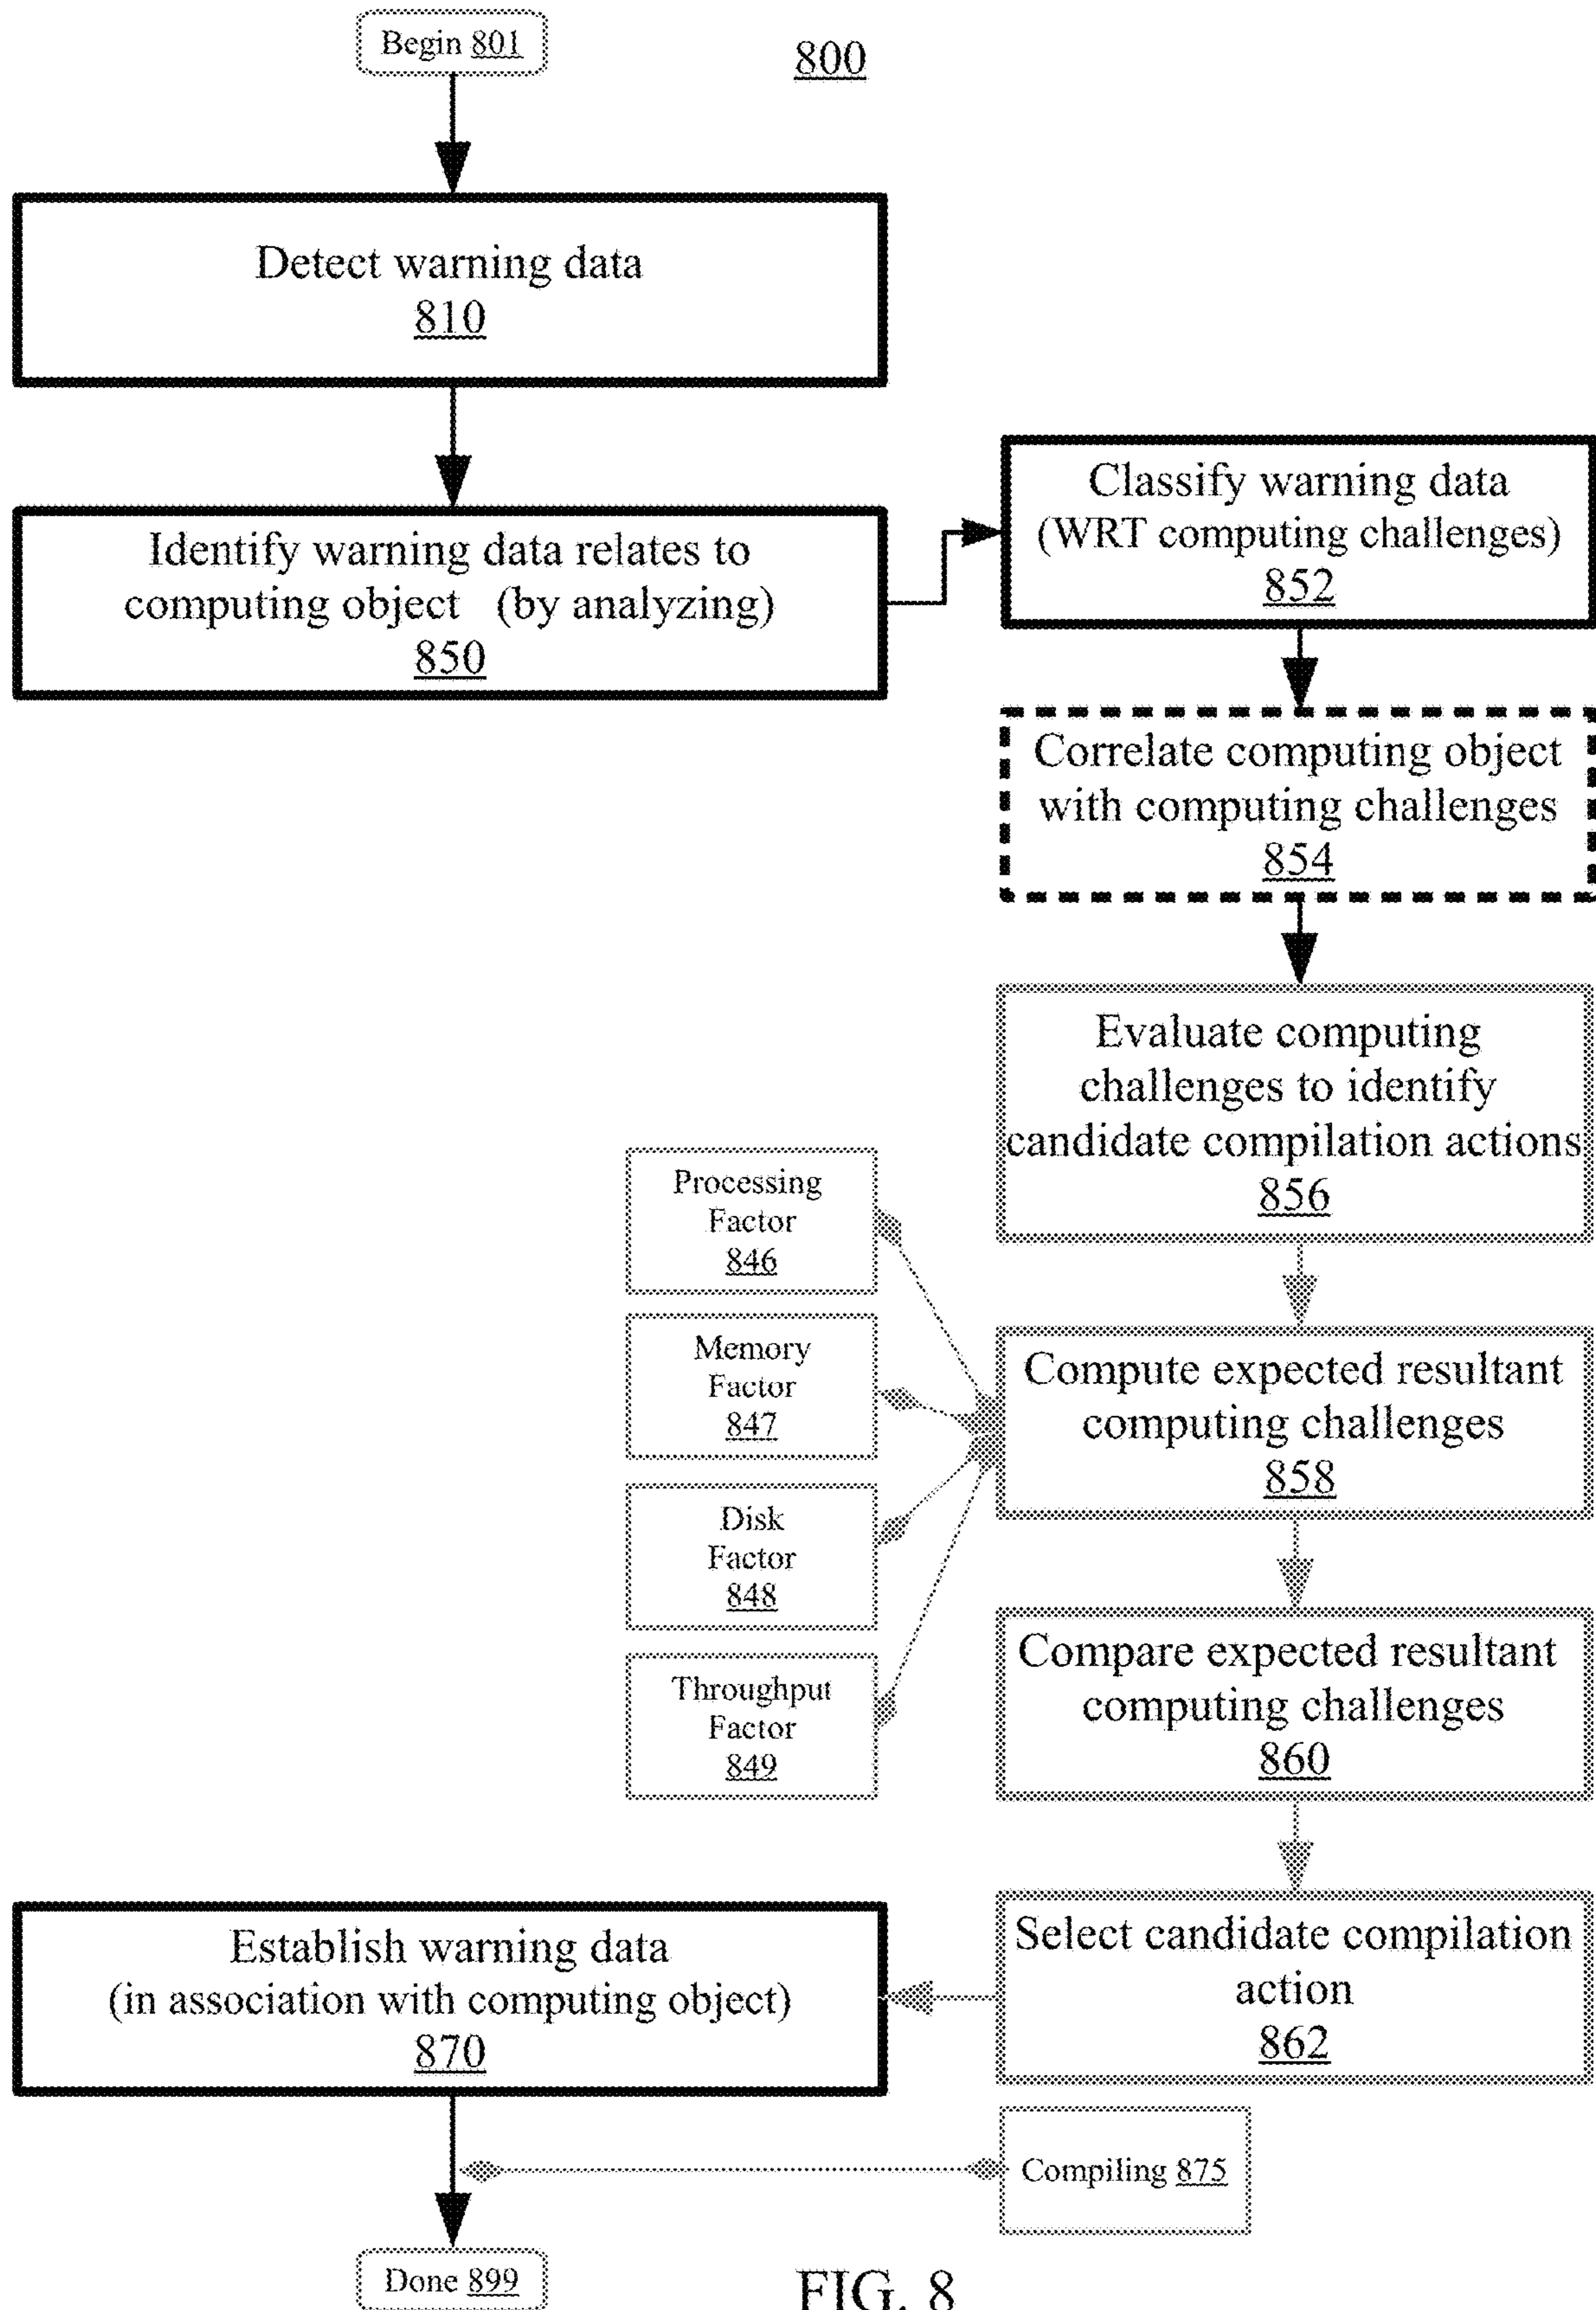 Begin 801
800
Detect warning data
810
Identify warning data relates to
computing object (by analyzing)
850
Classify warning data
(WRT computing challenges)
852
Correlate computing object
with computing challenges
854
Evaluate computing
challenges to identify
candidate compilation actions
856
Processing
Factor
846
Memory
Factor
847
Disk
Factor
848
Throughput
Factor
849
Compute expected resultant
computing challenges
858
Compare expected resultant
computing challenges
860
Select candidate compilation
action
862
Establish warning data
(in association with computing object)
870
Compiling 875
Done 899
FIG. 8